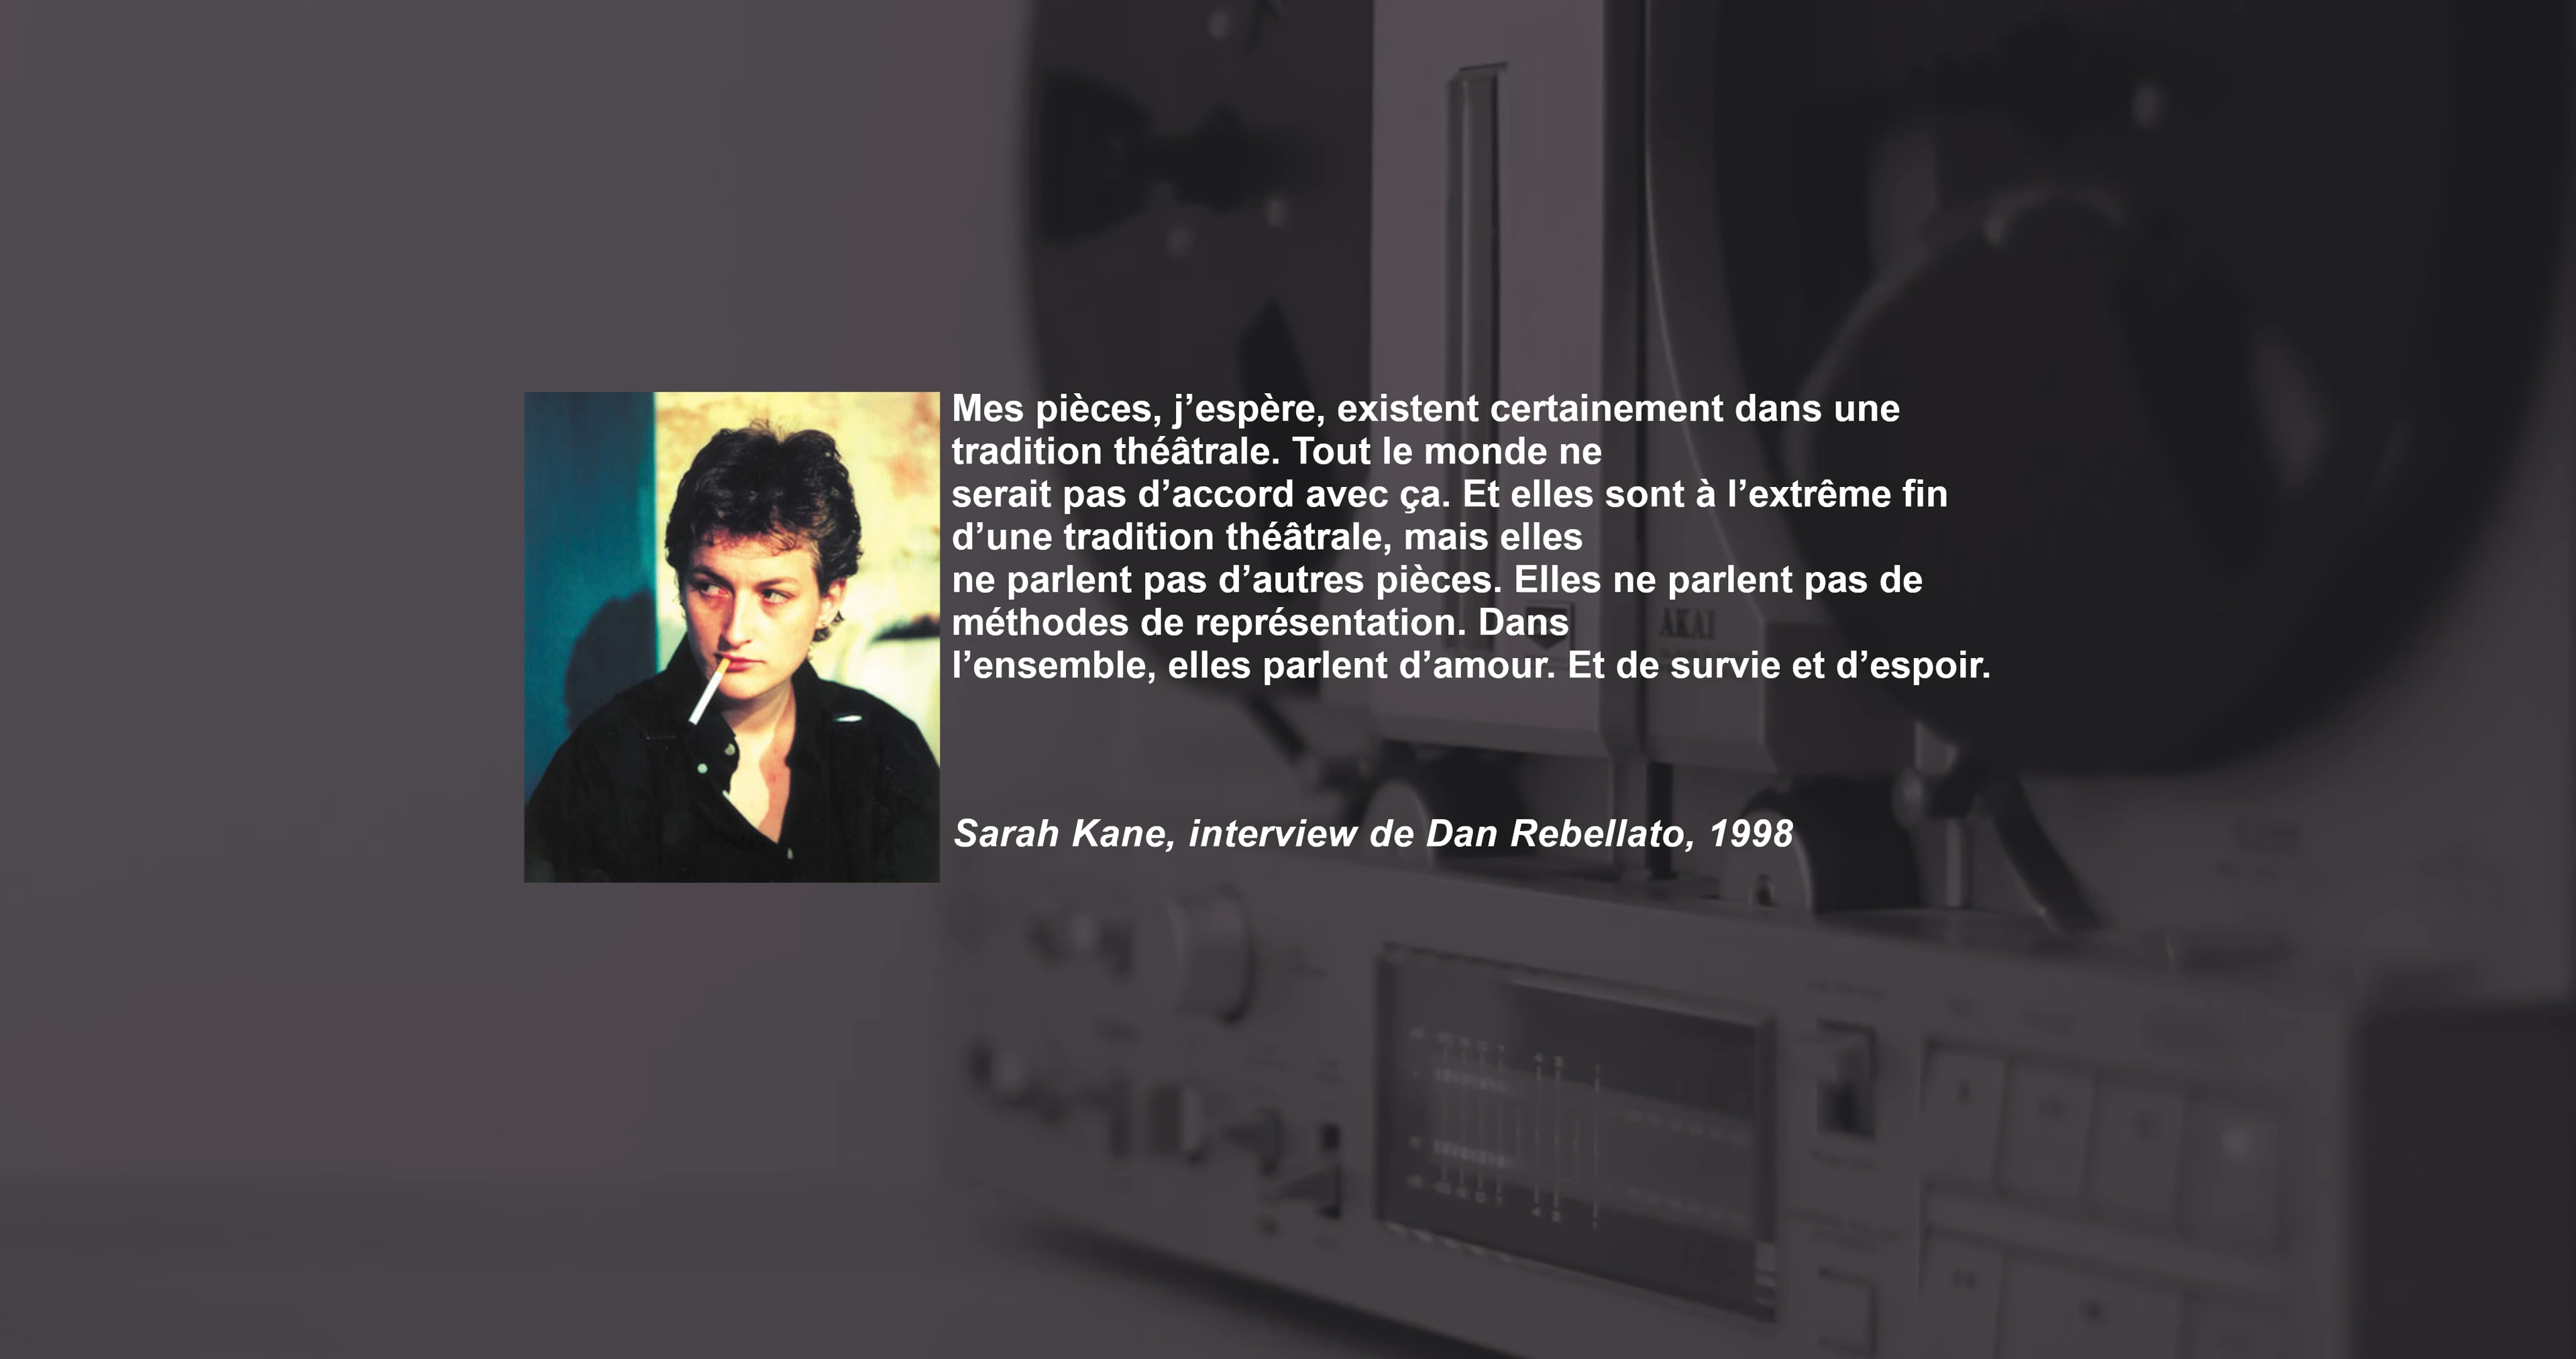 Mes pièces, j’espère, existent certainement dans une
tradition théâtrale. Tout le monde ne
serait pas d’accord avec ça. Et elles sont à l’extrême fin
d’une tradition théâtrale, mais elles
ne parlent pas d’autres pièces. Elles ne parlent pas de
méthodes de représentation. Dans
l’ensemble, elles parlent d’amour. Et de survie et d’espoir.
AKAI
Sarah Kane, interview de Dan Rebellato, 1998